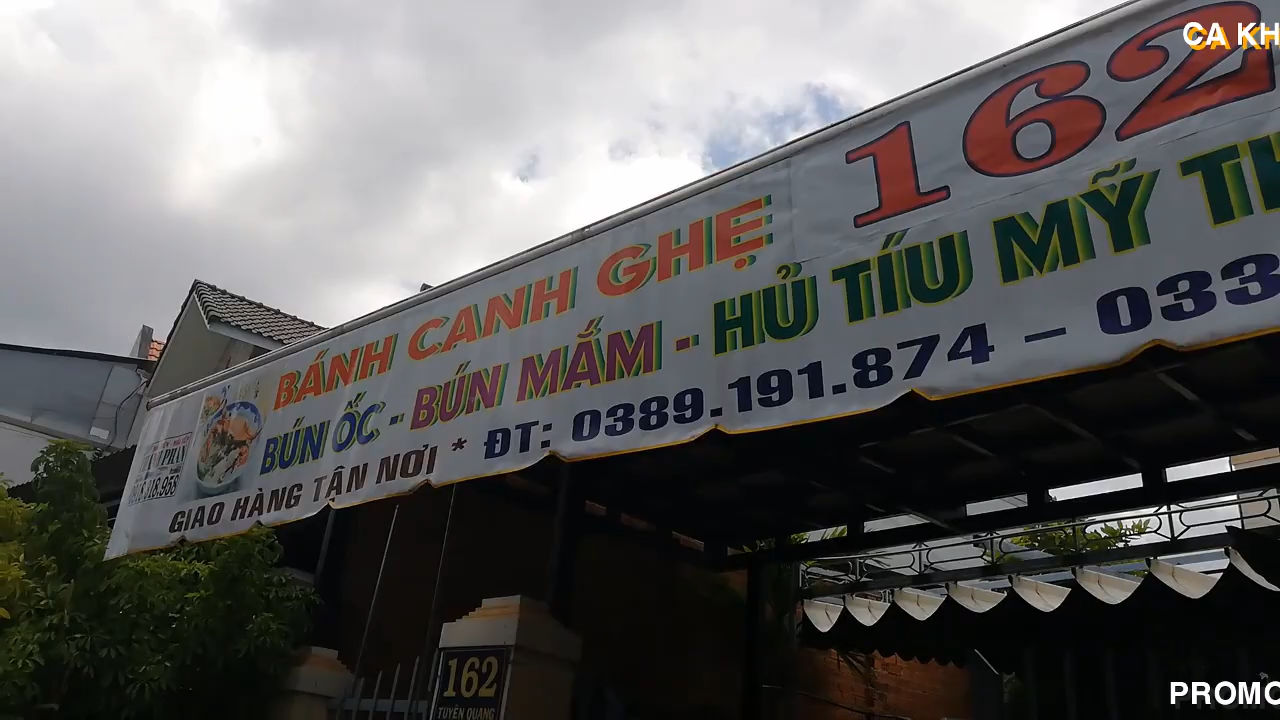 CA KH
162
BÁNH CANH GHẸ
BÚN ỐC - BÚN MẮM - HỦ TÍU MỸ TH
GIAO HÀNG TẬN NƠI * ĐT: 0389.191.874 - 033
162
TUYÊN QUANG
PROMO